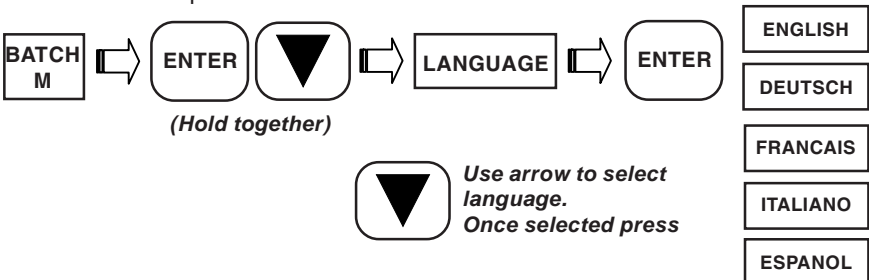 BATCH
M
ENTER
LANGUAGE
ENTER
(Hold together)
Use arrow to select
language.
Once selected press
ENGLISH
DEUTSCH
FRANCAIS
ITALIANO
ESPANOL